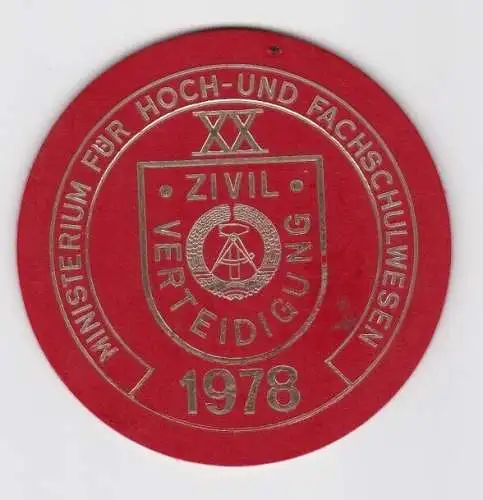 MINISTERIUM FÜR HOCH-UND FACHSCHULWESEN
XX
• ZIVIL •
VERTEIDIGUNG
1978